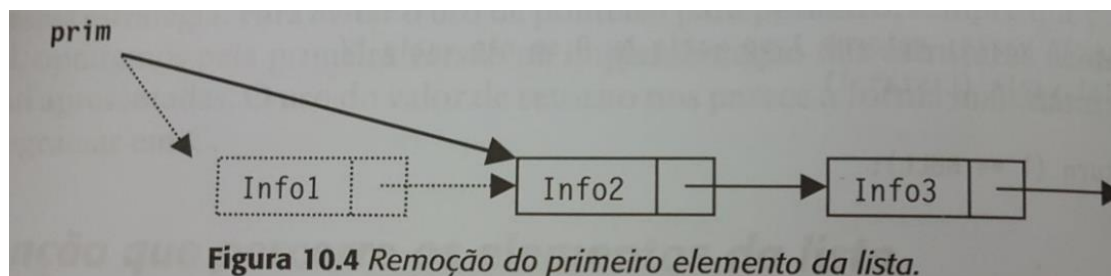 prim
Info1 Info2 Info3
Figura 10.4 Remoção do primeiro elemento da lista.